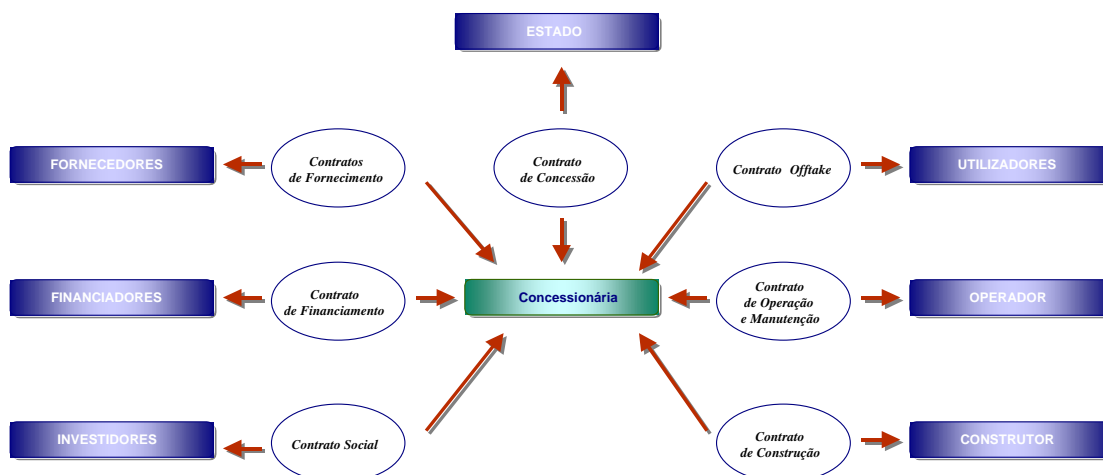 ESTADO
FORNECEDORES
Contratos
de Fornecimento
Contrato
de Concessão
Contrato Offtake
UTILIZADORES
FINANCIADORES
Contrato
de Financiamento
Concessionária
Contrato
de Operação
e Manutenção
OPERADOR
INVESTIDORES
Contrato Social
Contrato
de Construção
CONSTRUTOR